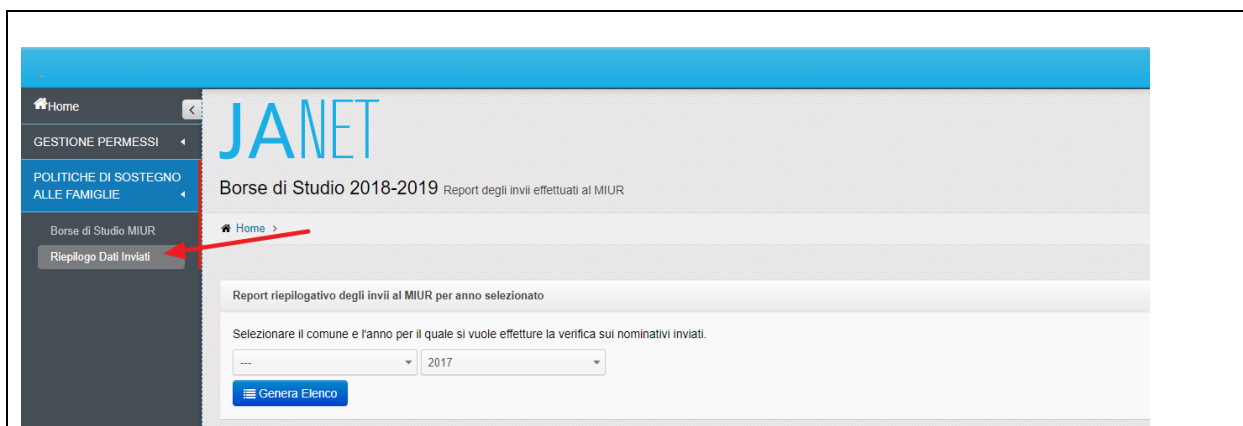 Home
GESTIONE PERMESSI
POLITICHE DI SOSTEGNO
ALLE FAMIGLIE
Borse di Studio MIUR
Riepilogo Dati Inviati
JANET
Borse di Studio 2018-2019 Report degli invii effettuati al MIUR
Home >
Report riepilogativo degli invii al MIUR per anno selezionato
Selezionare il comune e l'anno per il quale si vuole effetture la verifica sui nominativi inviati.
--- 2017
Genera Elenco